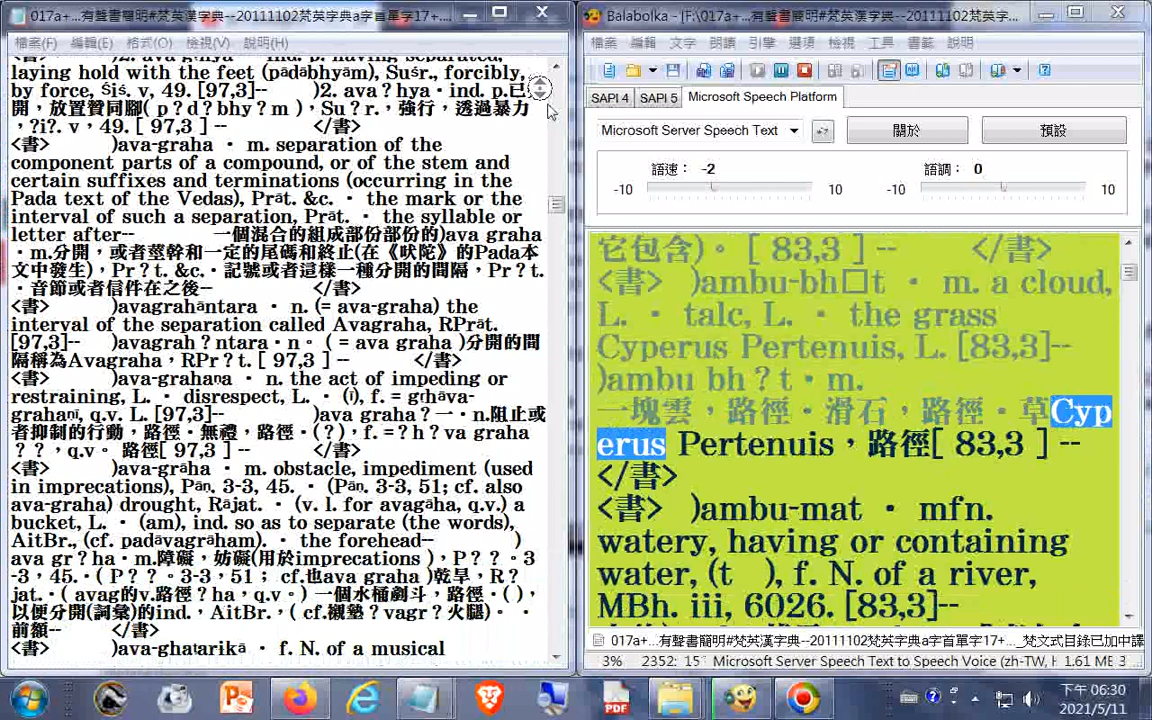 017a+...有聲書簡明#梵英漢字典--20111102梵英字典a字首單字17+...
檔案(F) 編輯(E) 格式(O) 檢視(V) 說明(H)
laying hold with the feet (pādābhyām), Suśr., forcibly,
by force, Śiś. v, 49. [97,3] )2. ava?hya・ind. p.已
開，放置贊同腳( p?d?bhy?m )，Su?r.，強行，透過暴力
，?i?. v，49. [ 97,3 ] -- </書>
<書> )ava-graha ・ m. separation of the
component parts of a compound, or of the stem and
certain suffixes and terminations (occurring in the
Pada text of the Vedas), Prāt. &c. ・ the mark or the
interval of such a separation, Prāt. ・ the syllable or
letter after-- 一個混合的組成部份部份的)ava graha
・m.分開，或者莖幹和一定的尾碼和終止(在《吠陀》的Pada本
文中發生)，Pr?t. &c.・記號或者這樣一種分開的間隔，Pr?t.
・音節或者信件在之後-- </書>
<書> )avagrahāntara ・ n. (= ava-graha) the
interval of the separation called Avagraha, RPrāt.
[97,3]-- )avagrah?ntara・n.（= ava graha )分開的間
隔稱為Avagraha，RPr?t. [ 97,3 ] -- </書>
<書> )ava-grahaṇa ・ n. the act of impeding or
restraining, L. ・ disrespect, L. ・ (ī), f. = gṛhāva-
grahaṇī, q.v. L. [97,3]-- )ava graha?一・n.阻止或
者抑制的行動，路徑・無禮，路徑・(?)，f. =?h?va graha
??，q.v。路徑[ 97,3 ] -- </書>
<書> )ava-grāha ・ m. obstacle, impediment (used
in imprecations), Pāṇ. 3-3, 45. ・ (Pāṇ. 3-3, 51; cf. also
ava-graha) drought, Rājat. ・ (v. l. for avagāha, q.v.) a
bucket, L. ・ (am), ind. so as to separate (the words),
AitBr., (cf. padāvagrāham). ・ the forehead-- )
ava gr?ha・m.障礙，妨礙(用於imprecations )，P??。3
-3，45.・( P??。3-3，51； cf.也ava graha )乾旱，R?
jat.・( avag的v.路徑?ha，q.v。) 一個水桶剷斗，路徑・( )，
以便分開(詞彙)的ind.，AitBr.，( cf.襯墊?vagr?火腿)。・
前額-- </書>
<書> )ava-ghaṭarikā ・ f. N. of a musical
Balabolka - [F:\017a+...有聲書簡明#梵英漢字典--20111102梵英字...
檔案 編輯 文字 朗讀 引擎 選項 檢視 工具 書籤 說明
SAPI 4 SAPI 5 Microsoft Speech Platform
Microsoft Server Speech Text 關於 預設
語速： -2 語調： 0
-10 10 -10 10
它包含)。[ 83,3 ] -- </書>
<書> )ambu-bh□t ・ m. a cloud,
L. ・ talc, L. ・ the grass
Cyperus Pertenuis, L. [83,3]--
)ambu bh?t・m.
一塊雲，路徑・滑石，路徑・草Cyp
erus Pertenuis，路徑[ 83,3 ] --
</書>
<書> )ambu-mat ・ mfn.
watery, having or containing
water, (t ), f. N. of a river,
MBh. iii, 6026. [83,3]--
017a+...有聲書簡明#梵英漢字典--20111102梵英字典a字首單字17+..._梵文式目錄已加中譯
3% 2352: 15 Microsoft Server Speech Text to Speech Voice (zh-TW, H 1.61 ME 3
下午 06:30
2021/5/11